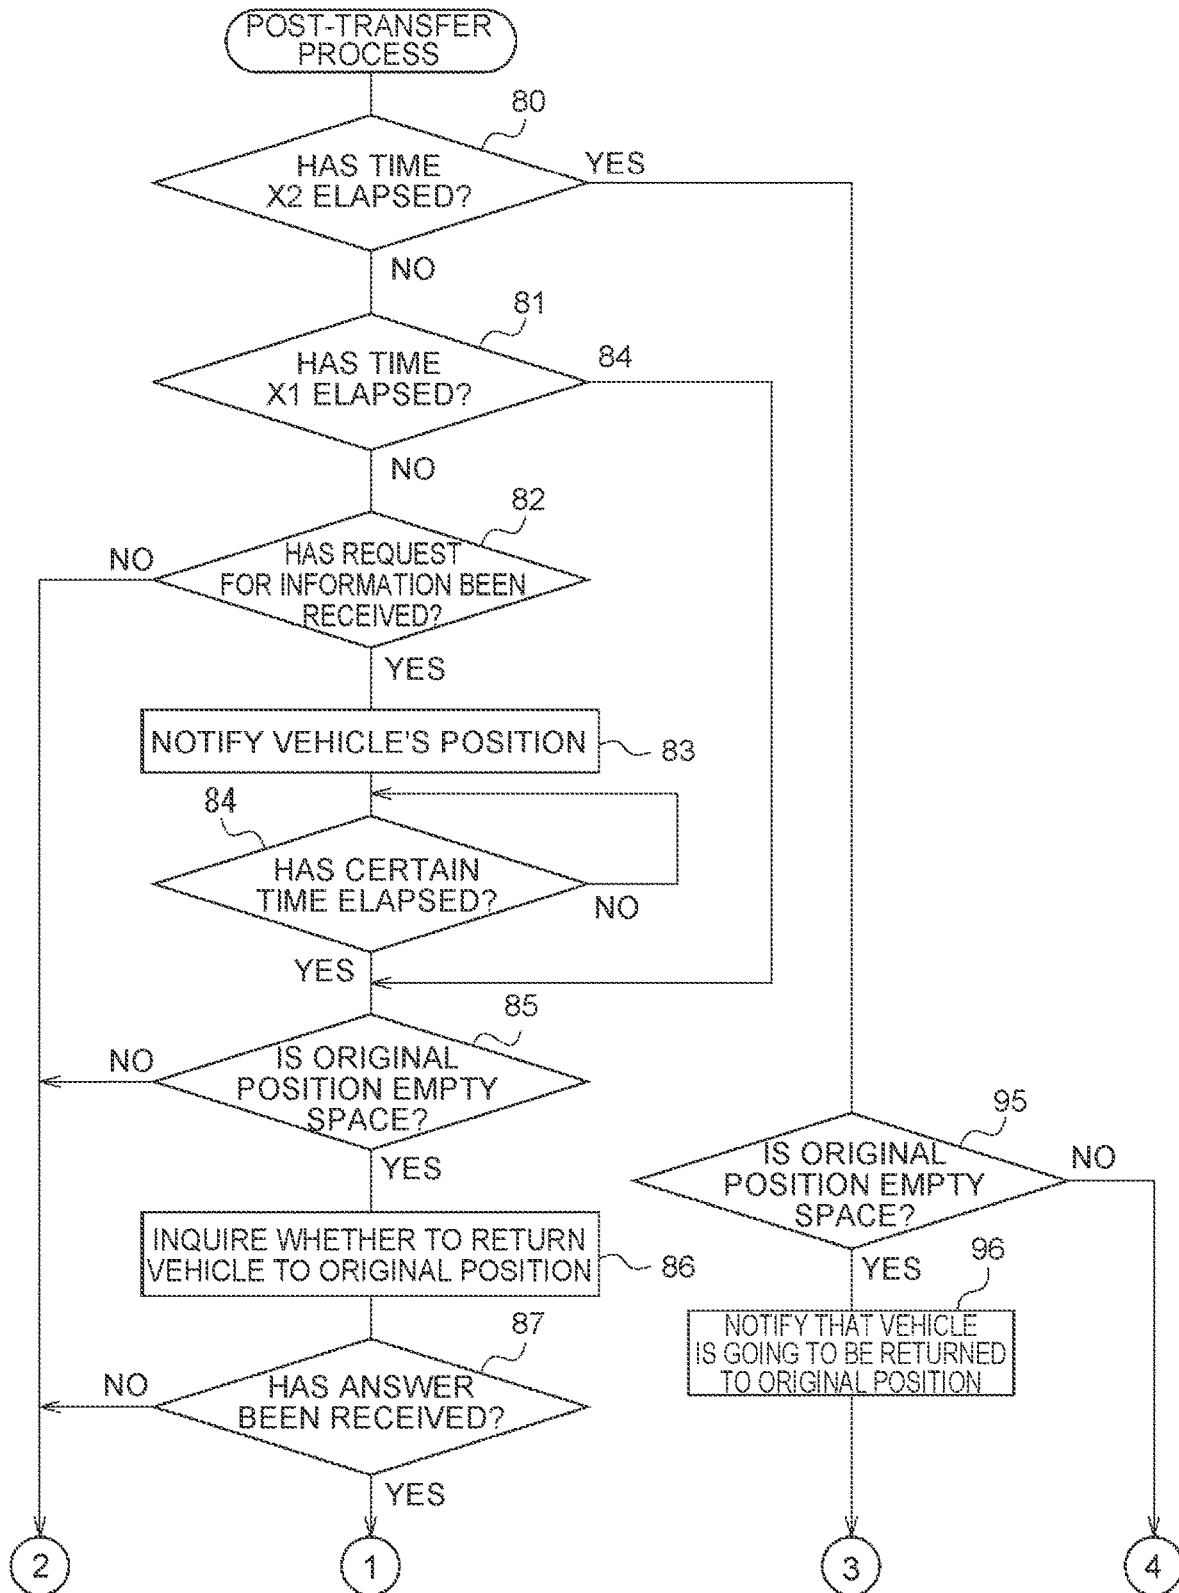 POST-TRANSFER
PROCESS
80
HAS TIME
X2 ELAPSED?
YES
NO
81
HAS TIME
X1 ELAPSED?
84
NO
82
NO
HAS REQUEST
FOR INFORMATION BEEN
RECEIVED?
YES
NOTIFY VEHICLE'S POSITION
83
84
HAS CERTAIN
TIME ELAPSED?
NO
YES
85
NO
IS ORIGINAL
POSITION EMPTY
SPACE?
YES
95
IS ORIGINAL
POSITION EMPTY
SPACE?
NO
YES
INQUIRE WHETHER TO RETURN
VEHICLE TO ORIGINAL POSITION
86
96
NOTIFY THAT VEHICLE
IS GOING TO BE RETURNED
TO ORIGINAL POSITION
87
NO
HAS ANSWER
BEEN RECEIVED?
YES
2
1
3
4